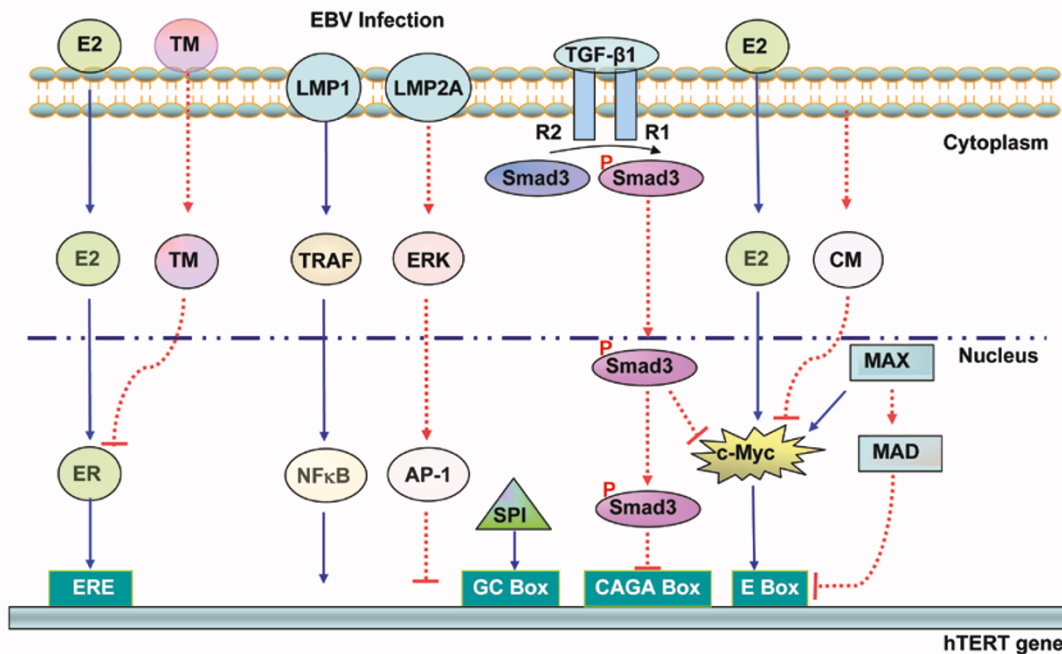 EBV Infection
E2
TM
TGF-β1
E2
LMP1
LMP2A
R2
R1
Cytoplasm
Smad3
P
Smad3
E2
TM
TRAF
ERK
E2
CM
P
Smad3
Nucleus
MAX
c-Myc
MAD
ER
NFκB
AP-1
SPI
P
Smad3
ERE
GC Box
CAGA Box
E Box
hTERT gene